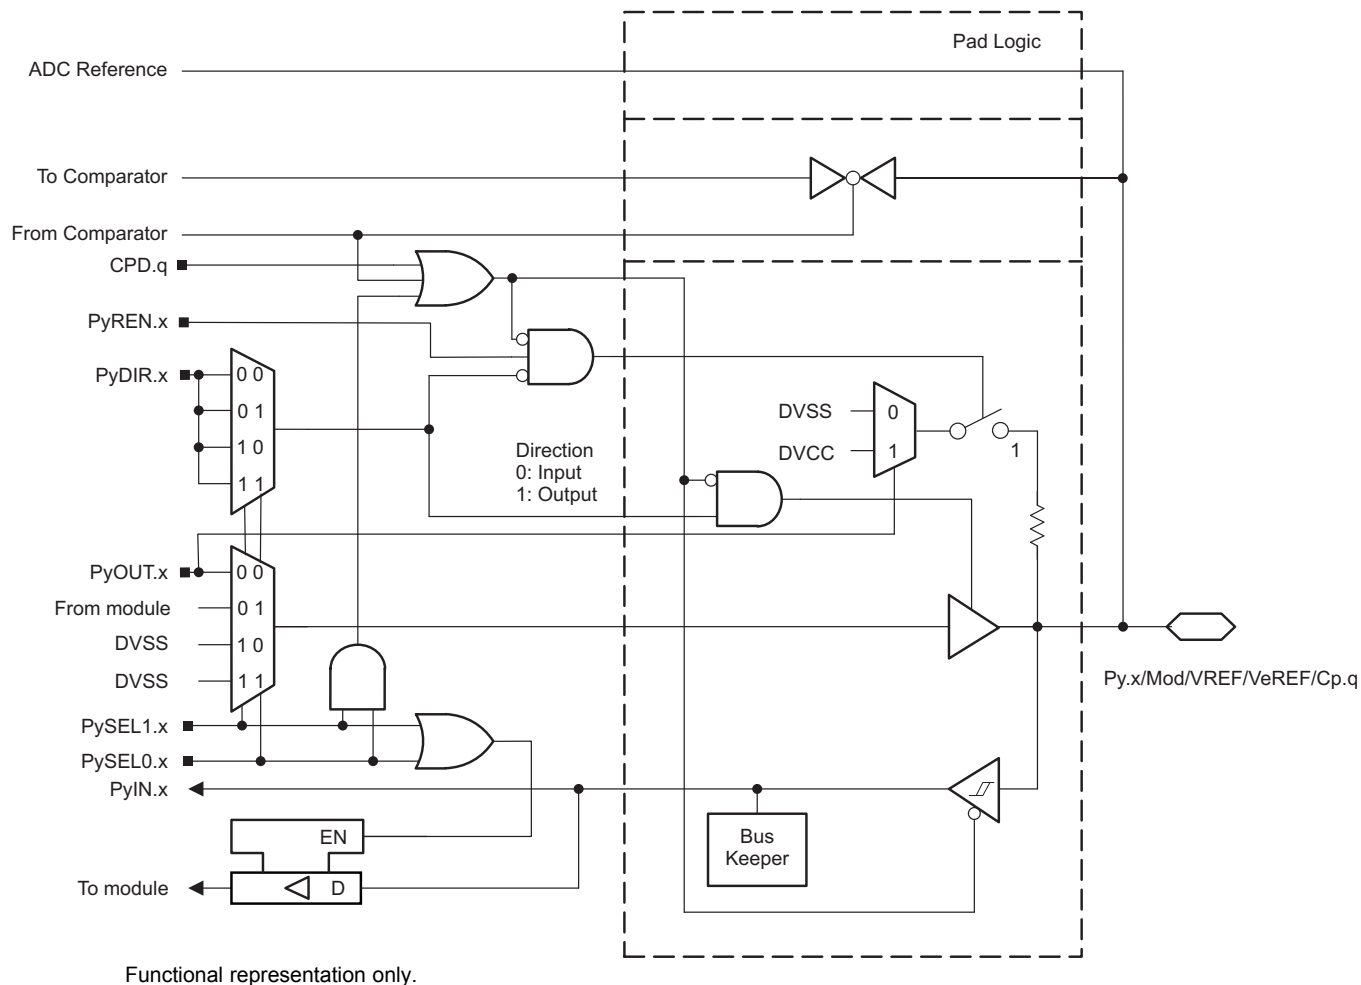 Pad Logic
ADC Reference
To Comparator
From Comparator
CPD.q
PyREN.x
PyDIR.x
0 0
0 1
1 0
1 1
DVSS
0
DVCC
1
1
Direction
0: Input
1: Output
PyOUT.x
0 0
From module
0 1
DVSS
1 0
DVSS
1 1
Py.x/Mod/VREF/VeREF/Cp.q
PySEL1.x
PySEL0.x
PyIN.x
EN
Bus
Keeper
To module
D
Functional representation only.